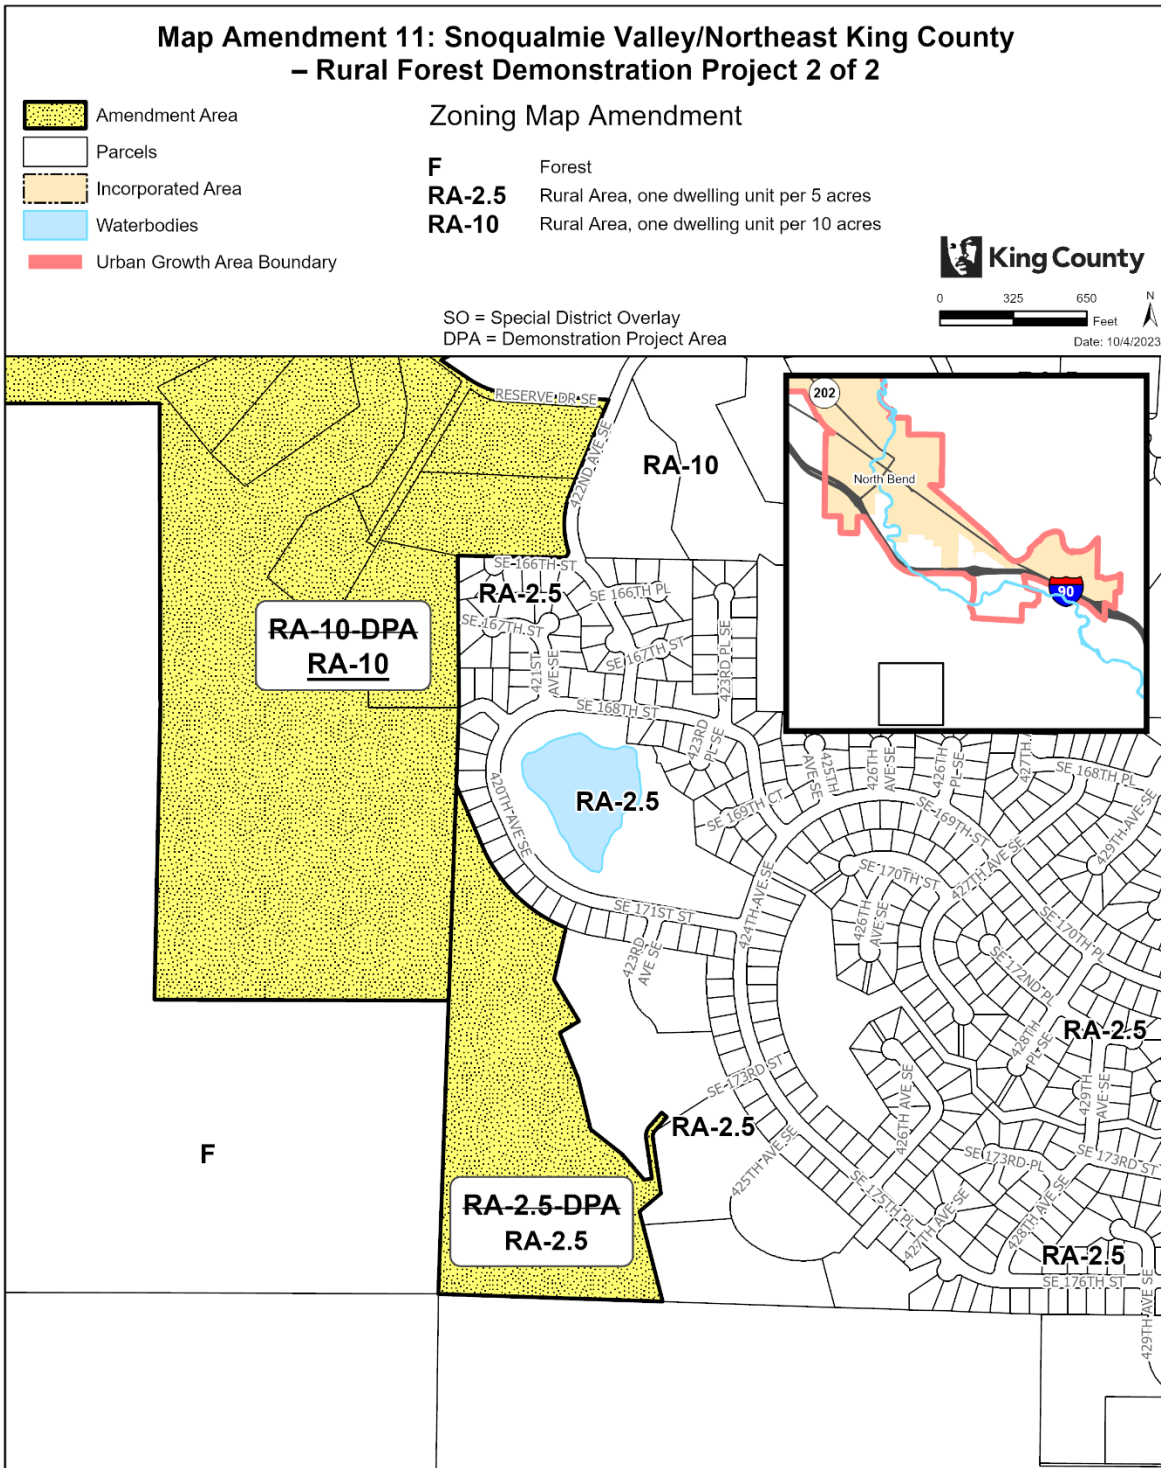 Map Amendment 11: Snoqualmie Valley/Northeast King County
– Rural Forest Demonstration Project 2 of 2
Amendment Area
Parcels
Incorporated Area
Waterbodies
Urban Growth Area Boundary
Zoning Map Amendment
F Forest
RA-2.5 Rural Area, one dwelling unit per 5 acres
RA-10 Rural Area, one dwelling unit per 10 acres
SO = Special District Overlay
DPA = Demonstration Project Area
King County
0 325 650
Feet
N
Date: 10/4/2023
RESERVE DR SE
422ND AVE SE
RA-10
202
North Bend
90
SE 166TH ST
RA-2.5
SE 166TH PL
SE 167TH ST
SE 167TH ST
421ST
AVE SE
423RD PL SE
RA-10-DPA
RA-10
SE 168TH ST
423RD
PL SE
425TH
AVE SE
426TH
AVE SE
426TH
PL SE
427TH A
SE 168TH PL
420TH AVE SE
RA-2.5
SE 169TH CT
SE 169TH ST
429TH AVE SE
427TH AVE SE
SE 170TH ST
SE 171ST ST
424TH AVE SE
426TH
AVE SE
SE 170TH PL
423RD
AVE SE
SE 172ND PL
428TH
PL SE
RA-2.5
SE 173RD ST
429TH
AVE SE
426TH AVE SE
RA-2.5
F
425TH AVE SE
SE 173RD PL
SE 173RD ST
SE 175TH PL
427TH AVE SE
428TH AVE SE
RA-2.5-DPA
RA-2.5
RA-2.5
SE 176TH ST
429TH AVE SE